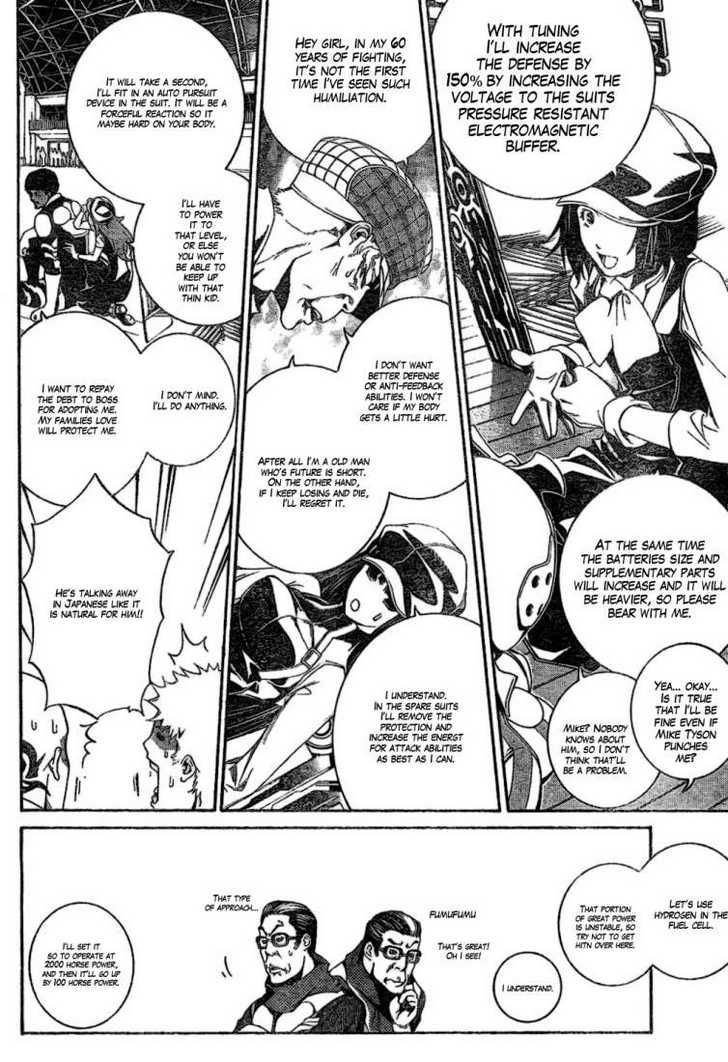 WITH TUNING
I'LL INCREASE
THE DEFENSE BY
150% BY INCREASING THE
VOLTAGE TO THE SUITS
PRESSURE RESISTANT
ELECTROMAGNETIC
BUFFER.
AT THE SAME TIME
THE BATTERIES SIZE AND
SUPPLEMENTARY PARTS
WILL INCREASE AND IT WILL
BE HEAVIER, SO PLEASE
BEAR WITH ME.
YEA... OKAY...
IS IT TRUE
THAT I'LL BE
FINE EVEN IF
MIKE TYSON
PUNCHES
ME?
MIKE? NOBODY
KNOWS ABOUT
HIM, SO I DON'T
THINK THAT'LL
BE A PROBLEM.
HEY GIRL, IN MY 60
YEARS OF FIGHTING,
IT'S NOT THE FIRST
TIME I'VE SEEN SUCH
HUMILIATION.
I DON'T WANT
BETTER DEFENSE
OR ANTI-FEEDBACK
ABILITIES. I WON'T
CARE IF MY BODY
GETS A LITTLE HURT.
AFTER ALL I'M A OLD MAN
WHO'S FUTURE IS SHORT.
ON THE OTHER HAND,
IF I KEEP LOSING AND DIE,
I'LL REGRET IT.
I UNDERSTAND.
IN THE SPARE SUITS
I'LL REMOVE THE
PROTECTION AND
INCREASE THE ENERGT
FOR ATTACK ABILITIES
AS BEST AS I CAN.
IT WILL TAKE A SECOND,
I'LL FIT IN AN AUTO PURSUIT
DEVICE IN THE SUIT. IT WILL BE A
FORCEFUL REACTION SO IT
MAYBE HARD ON YOUR BODY.
I'LL HAVE
TO POWER
IT TO
THAT LEVEL,
OR ELSE
YOU WON'T
BE ABLE TO
KEEP UP
WITH THAT
THIN KID.
I DON'T MIND.
I'LL DO ANYTHING.
I WANT TO REPAY
THE DEBT TO BOSS
FOR ADOPTING ME.
MY FAMILIES LOVE
WILL PROTECT ME.
HE'S TALKING AWAY
IN JAPANESE LIKE IT
IS NATURAL FOR HIM!!
LET'S USE
HYDROGEN IN THE
FUEL CELL.
THAT PORTION
OF GREAT POWER
IS UNSTABLE, SO
TRY NOT TO GET
HITN OVER HERE.
I UNDERSTAND.
FUMUFUMU
THAT'S GREAT!
OH I SEE!
THAT TYPE
OF APPROACH...
I'LL SET IT
SO TO OPERATE AT
2000 HORSE POWER,
AND THEN IT'LL GO UP
BY 100 HORSE POWER.